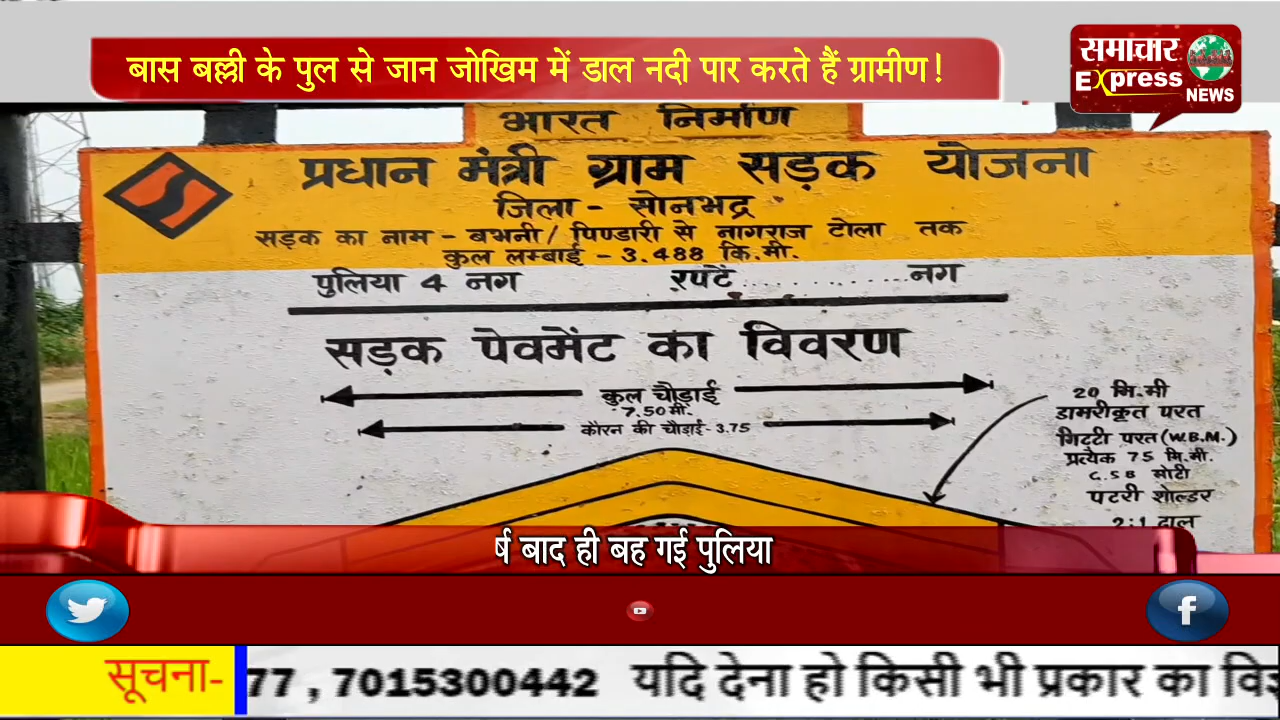 बास बल्ली के पुल से जान जोखिम में डाल नदी पार करते हैं ग्रामीण!
समाचार
Express
NEWS
भारत निर्माण
प्रधान मंत्री ग्राम सड़क योजना
जिला - सोनभद्र
सड़क का नाम - बभनी/ पिण्डारी से नागराज टोला तक
कुल लम्बाई - 3.488 कि.मी.
पुलिया 4 नग रपटें ............. नग
सड़क पेवमेंट का विवरण
कुल चौड़ाई
7.50 मी.
कैारन की चौड़ाई- 3.75
20 मि.मी
डामरीकृत परत
गिट्टी परत (W.B.M.)
प्रत्यैक 75 मि.मी.
G.S B मोटी
पटरी शोल्डर
2:1 ढाल
र्ष बाद ही बह गई पुलिया
सूचना- 77 , 7015300442 यदि देना हो किसी भी प्रकार का विज्ञ